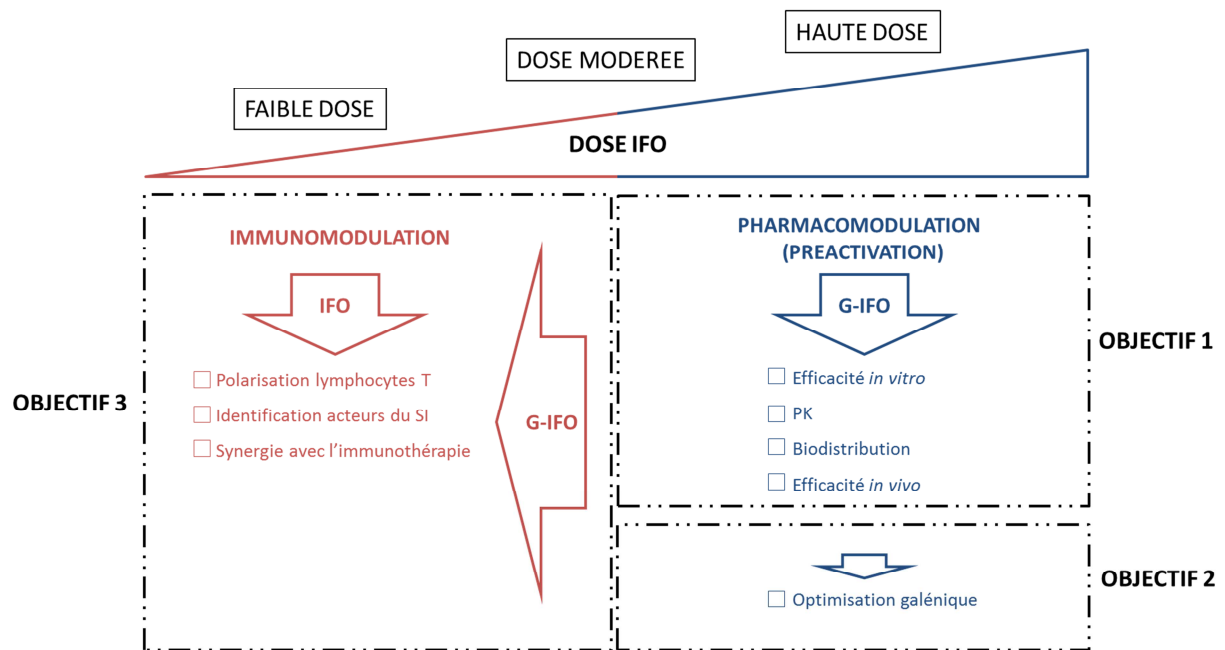 HAUTE DOSE
DOSE MODEREE
FAIBLE DOSE
DOSE IFO
IMMUNOMODULATION
IFO
Polarisation lymphocytes T
Identification acteurs du SI
Synergie avec l'immunothérapie
G-IFO
OBJECTIF 3
PHARMACOMODULATION
(PREACTIVATION)
G-IFO
Efficacité in vitro
PK
Biodistribution
Efficacité in vivo
OBJECTIF 1
Optimisation galénique
OBJECTIF 2